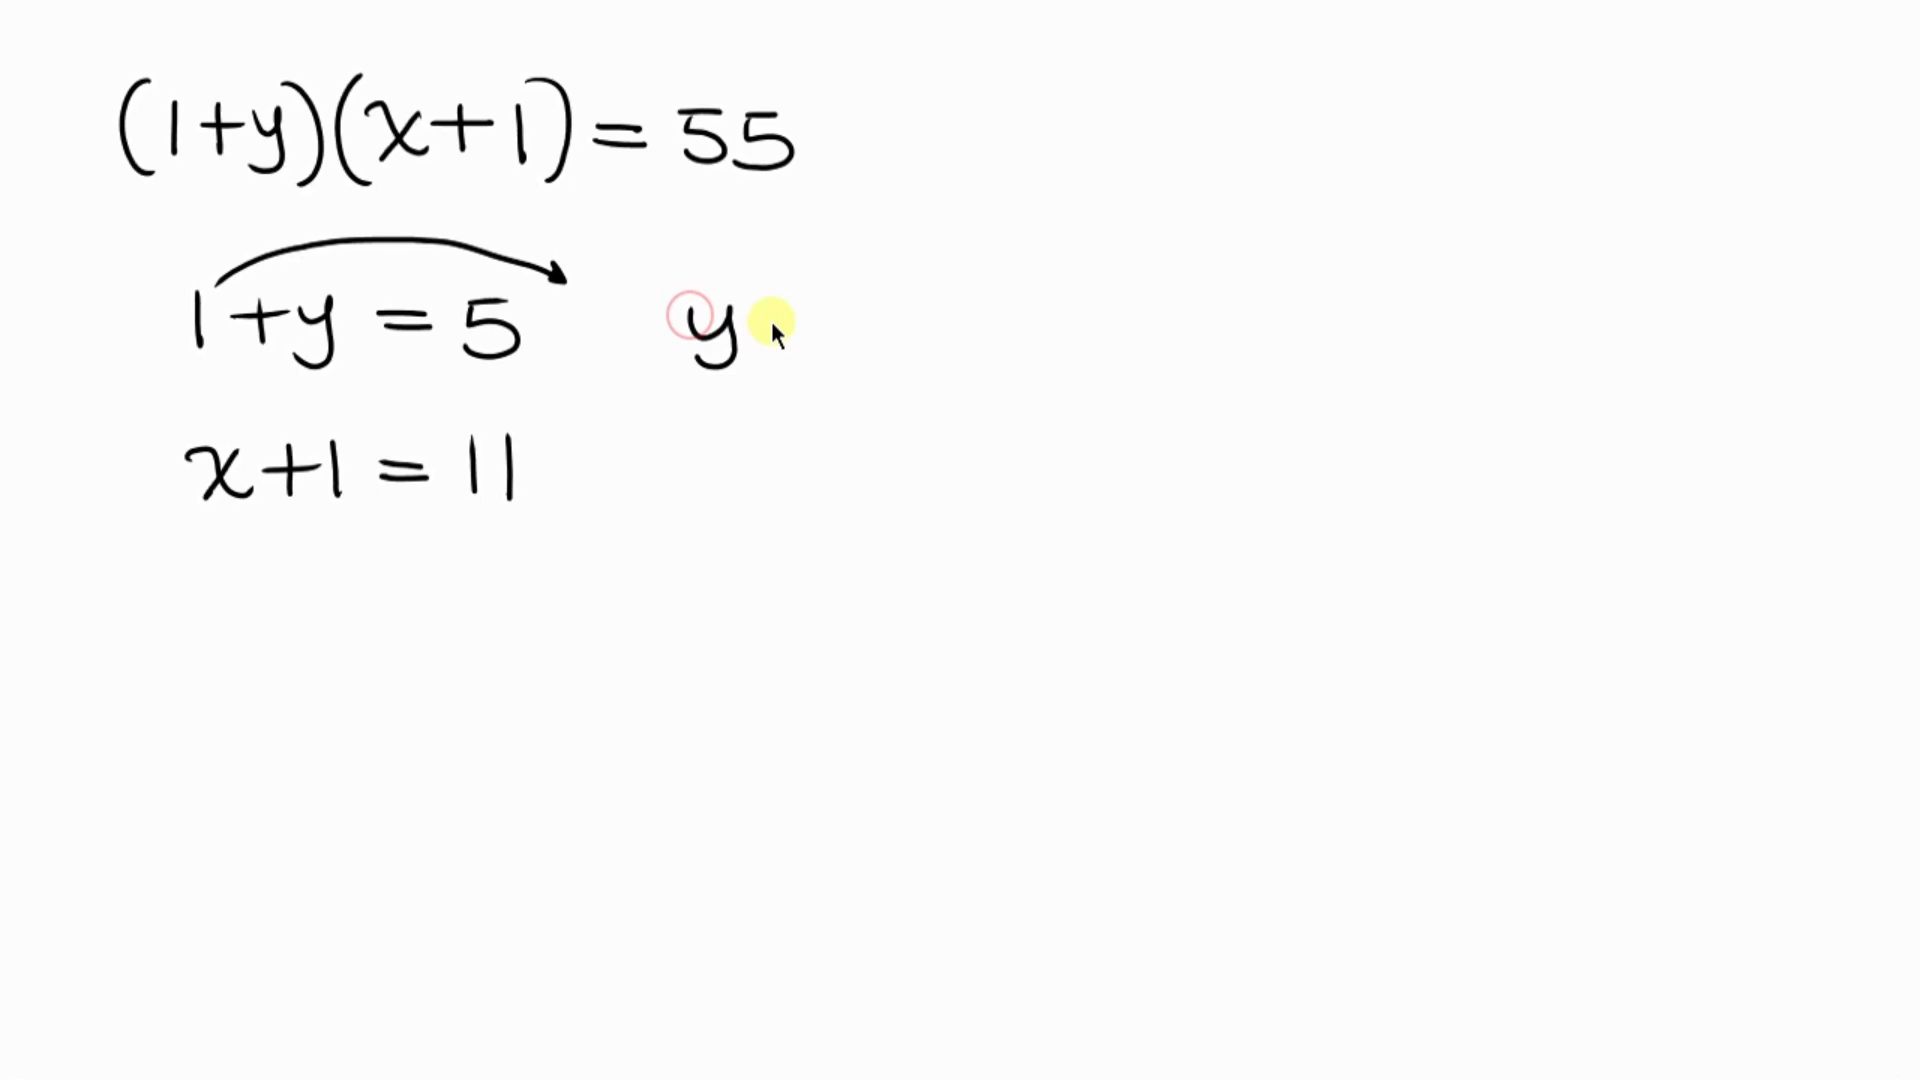 (1+y)(x+1) = 55
1+y = 5 y
x+1 = 11